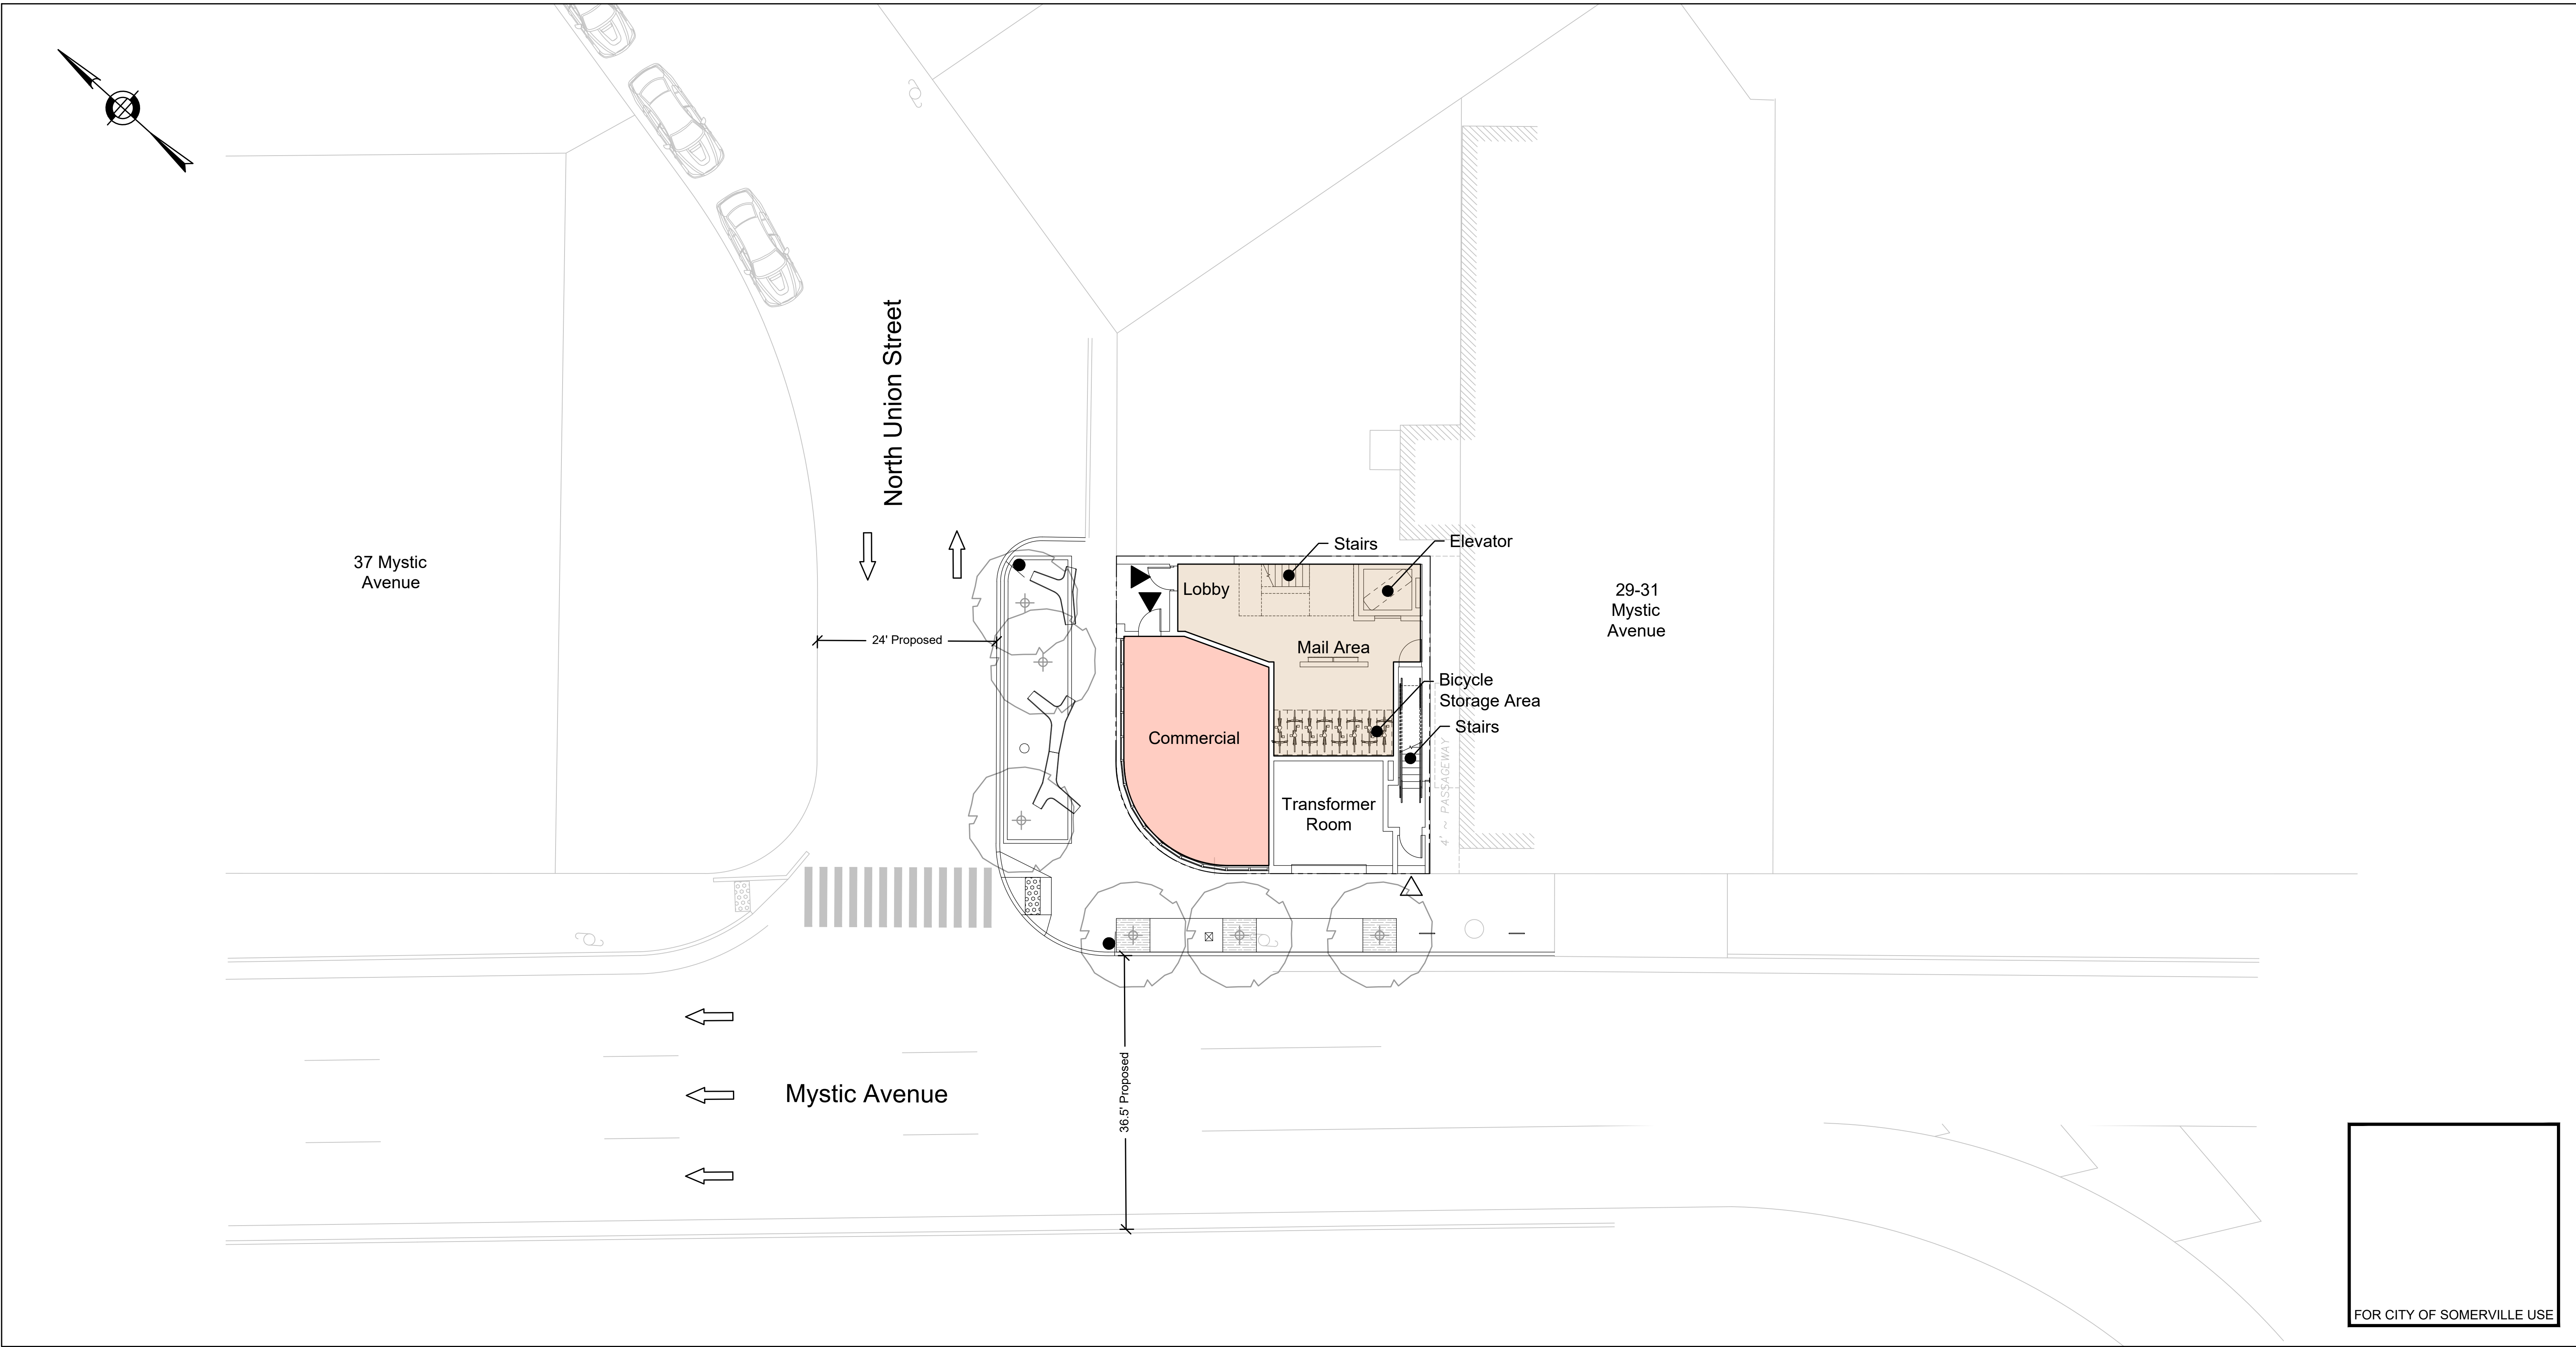 North Union Street
37 Mystic
Avenue
24' Proposed
Stairs
Elevator
Lobby
Mail Area
Bicycle
Storage Area
Stairs
Commercial
Transformer
Room
4' ~ PASSAGEWAY
29-31
Mystic
Avenue
36.5' Proposed
Mystic Avenue
FOR CITY OF SOMERVILLE USE